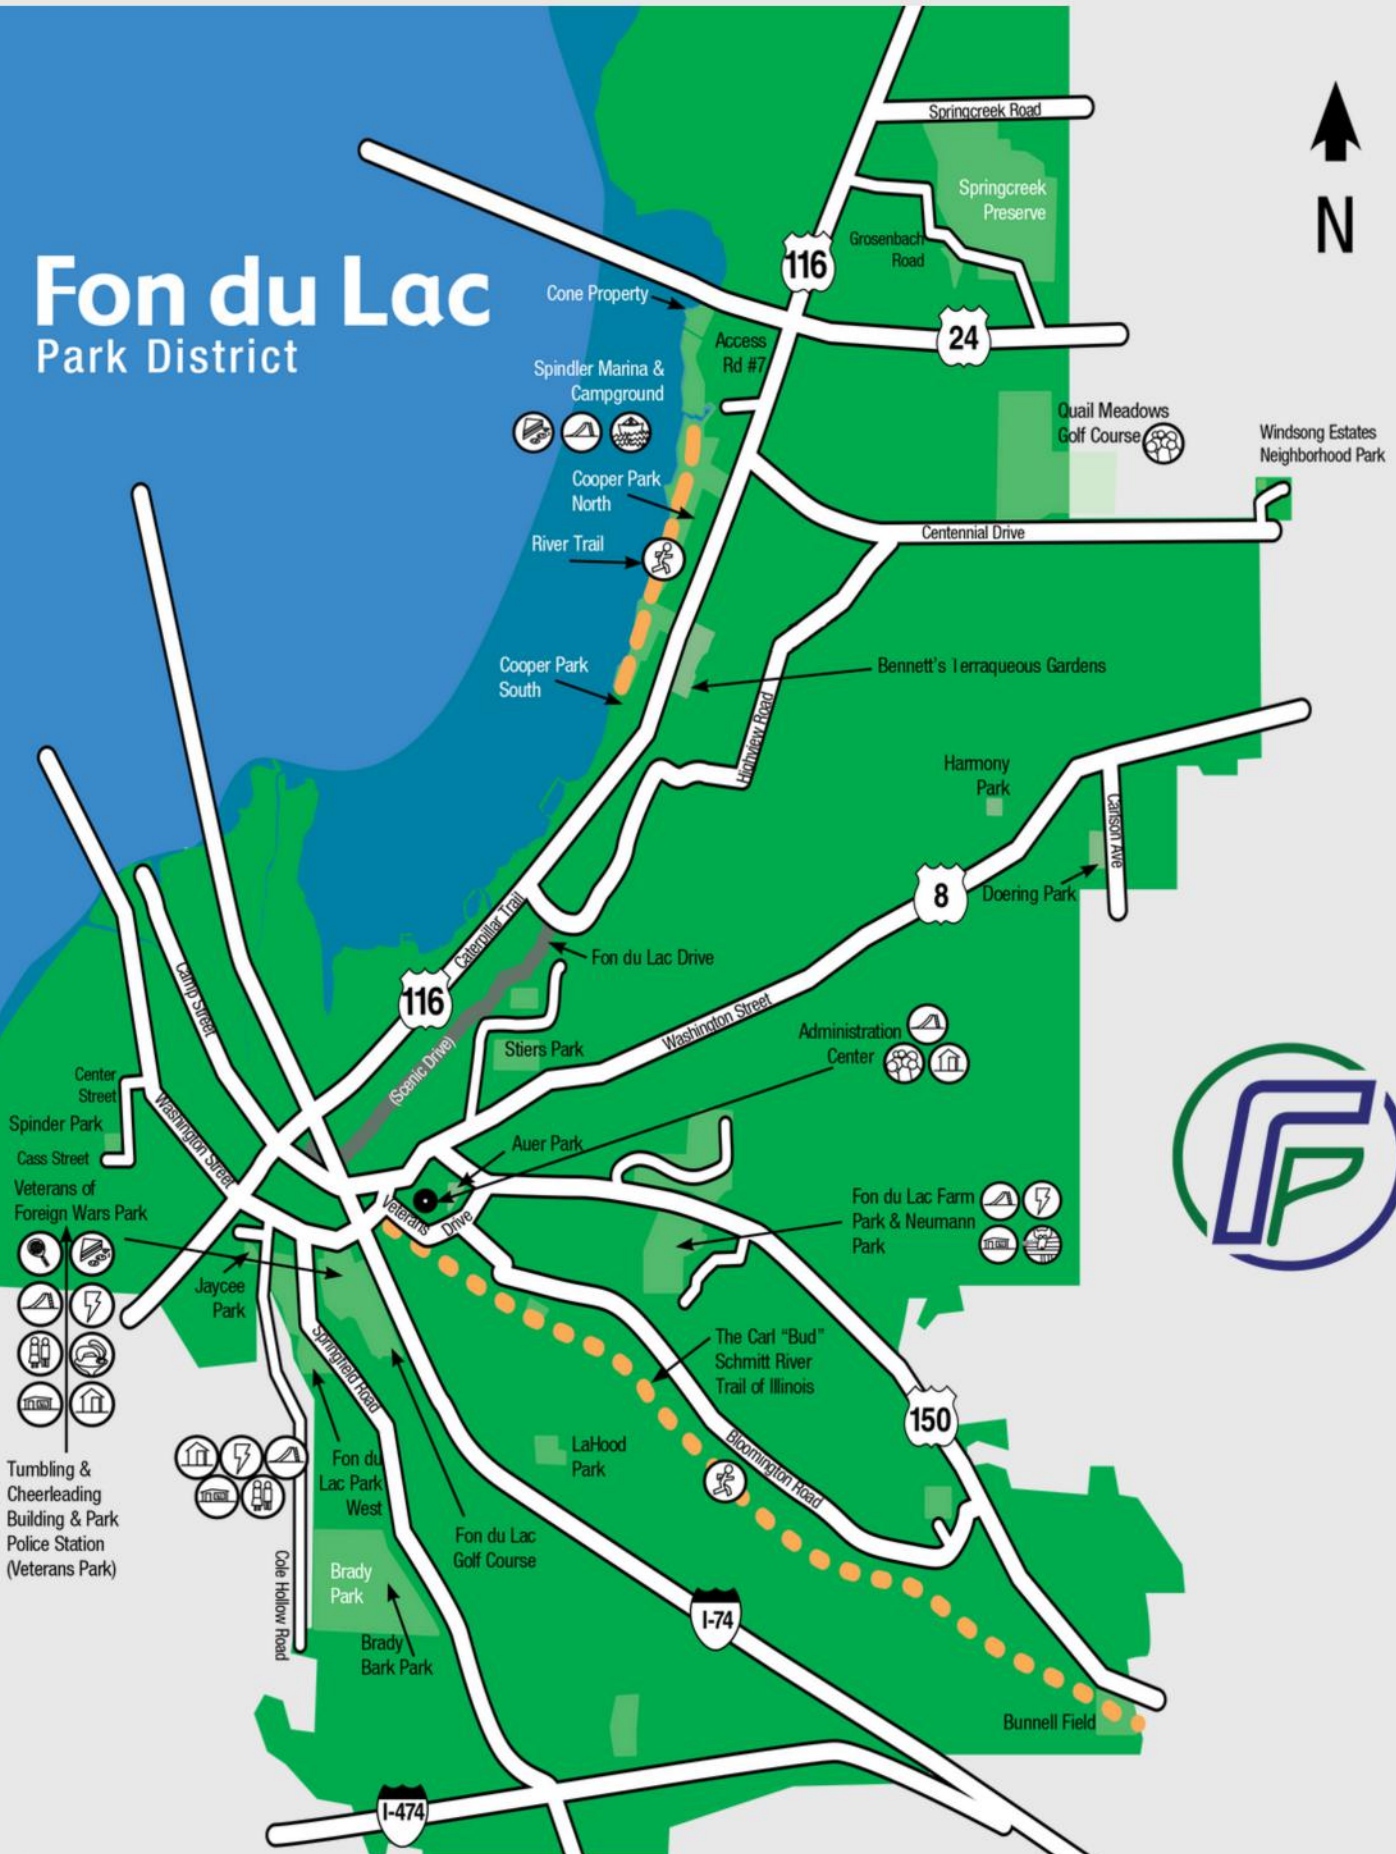 Fon du Lac
Park District
Springcreek Road
N
Springcreek
Preserve
Grosenbach
Road
116
24
Cone Property
Access
Rd #7
Spindler Marina &
Campground
Quail Meadows
Golf Course
Windsong Estates
Neighborhood Park
Cooper Park
North
Centennial Drive
River Trail
Cooper Park
South
Bennett's Terraqueous Gardens
Highview Road
Harmony
Park
Carlson Ave
8
Doering Park
Caterpillar Trail
Fon du Lac Drive
116
Camp Street
(Scenic Drive)
Washington Street
Stiers Park
Administration
Center
Center
Street
Spinder Park
Cass Street
Washington Street
Auer Park
Veterans of
Foreign Wars Park
Veterans
Drive
Fon du Lac Farm
Park & Neumann
Park
Jaycee
Park
Springfield Road
The Carl "Bud"
Schmitt River
Trail of Illinois
150
Bloomington Road
LaHood
Park
Fon du
Lac Park
West
Fon du Lac
Golf Course
Tumbling &
Cheerleading
Building & Park
Police Station
(Veterans Park)
Cole Hollow Road
Brady
Park
Brady
Bark Park
I-74
Bunnell Field
I-474
FP